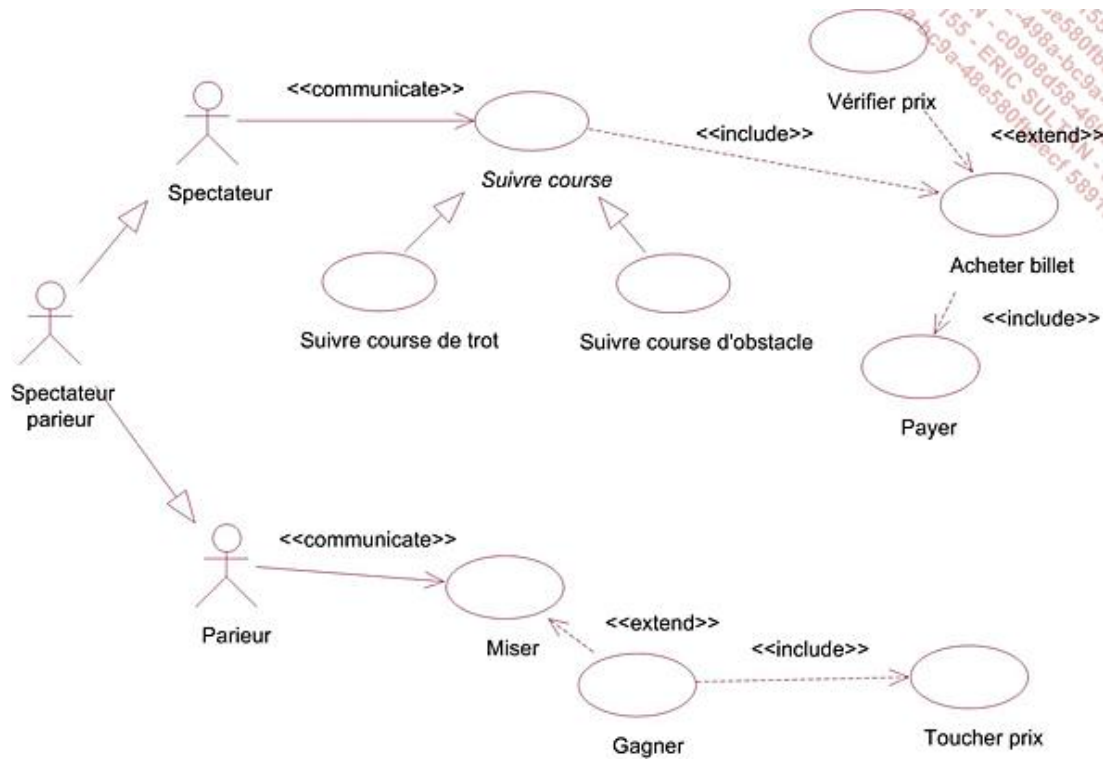 <<communicate>>
Spectateur
Suivre course
<<include>>
Vérifier prix
<<extend>>
Acheter billet
<<include>>
Payer
Suivre course de trot
Suivre course d'obstacle
Spectateur
parieur
<<communicate>>
Parieur
Miser
<<extend>>
Gagner
<<include>>
Toucher prix